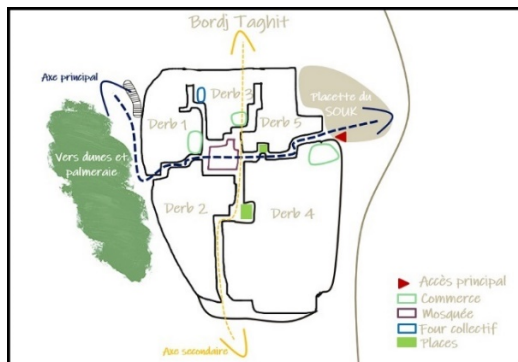 Bordj Taghit
Axe principal
Derb 3
Placette du
SOUK
Derb 1
Derb 5
Vers dunes et
palmeraie
Derb 2
Derb 4
Accès principal
Commerce
Mosquée
Four collectif
Places
Axe secondaire